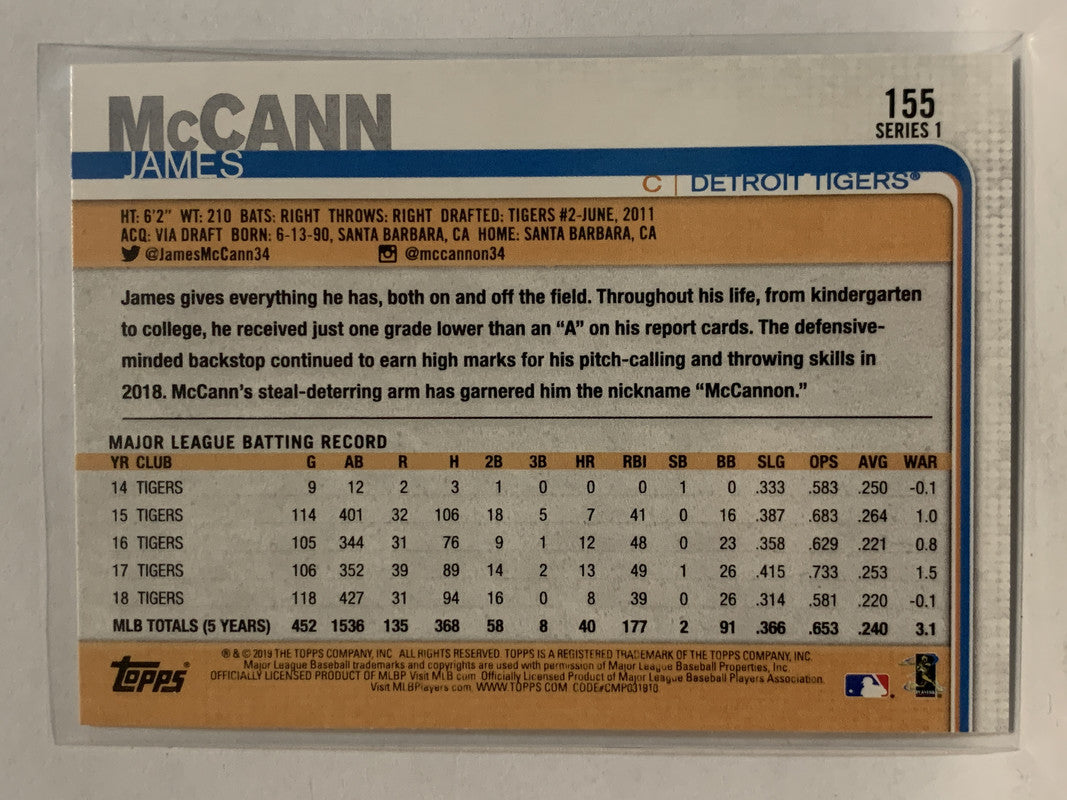 McCANN
JAMES
155
SERIES 1
C | DETROIT TIGERS®
HT: 6'2" WT: 210 BATS: RIGHT THROWS: RIGHT DRAFTED: TIGERS #2-JUNE, 2011
ACQ: VIA DRAFT BORN: 6-13-90, SANTA BARBARA, CA HOME: SANTA BARBARA, CA
@JamesMcCann34 @mccannon34
James gives everything he has, both on and off the field. Throughout his life, from kindergarten
to college, he received just one grade lower than an “A” on his report cards. The defensive-
minded backstop continued to earn high marks for his pitch-calling and throwing skills in
2018. McCann’s steal-deterring arm has garnered him the nickname “McCannon.”
MAJOR LEAGUE BATTING RECORD
YR CLUB G AB R H 2B 3B HR RBI SB BB SLG OPS AVG WAR
14 TIGERS 9 12 2 3 1 0 0 0 1 0 .333 .583 .250 -0.1
15 TIGERS 114 401 32 106 18 5 7 41 0 16 .387 .683 .264 1.0
16 TIGERS 105 344 31 76 9 1 12 48 0 23 .358 .629 .221 0.8
17 TIGERS 106 352 39 89 14 2 13 49 1 26 .415 .733 .253 1.5
18 TIGERS 118 427 31 94 16 0 8 39 0 26 .314 .581 .220 -0.1
MLB TOTALS (5 YEARS) 452 1536 135 368 58 8 40 177 2 91 .366 .653 .240 3.1
Topps
® & © 2019 THE TOPPS COMPANY, INC. ALL RIGHTS RESERVED. TOPPS IS A REGISTERED TRADEMARK OF THE TOPPS COMPANY, INC.
Major League Baseball trademarks and copyrights are used with permission of Major League Baseball Properties, Inc.
OFFICIALLY LICENSED PRODUCT OF MLBP Visit MLB.com Officially Licensed Product of Major League Baseball Players Association.
Visit MLBPlayers.com. WWW.TOPPS.COM CODE#CMP031910